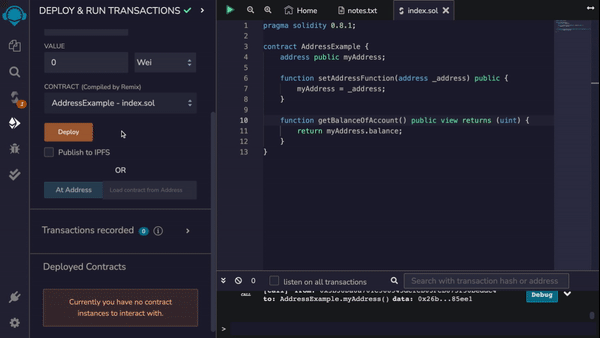 DEPLOY & RUN TRANSACTIONS
VALUE
0 Wei
CONTRACT (Compiled by Remix)
AddressExample - index.sol
Deploy
Publish to IPFS
OR
At Address Load contract from Address
Transactions recorded 0 i
Deployed Contracts
Currently you have no contract
instances to interact with.
Home notes.txt index.sol
1 pragma solidity 0.8.1;
2
3 contract AddressExample {
4 address public myAddress;
5
6 function setAddressFunction(address _address) public {
7 myAddress = _address;
8 }
9
10 function getBalanceOfAccount() public view returns (uint) {
11 return myAddress.balance;
12 }
13 }
0 listen on all transactions Search with transaction hash or address
to: AddressExample.myAddress() data: 0x26b...85ee1
Debug
>